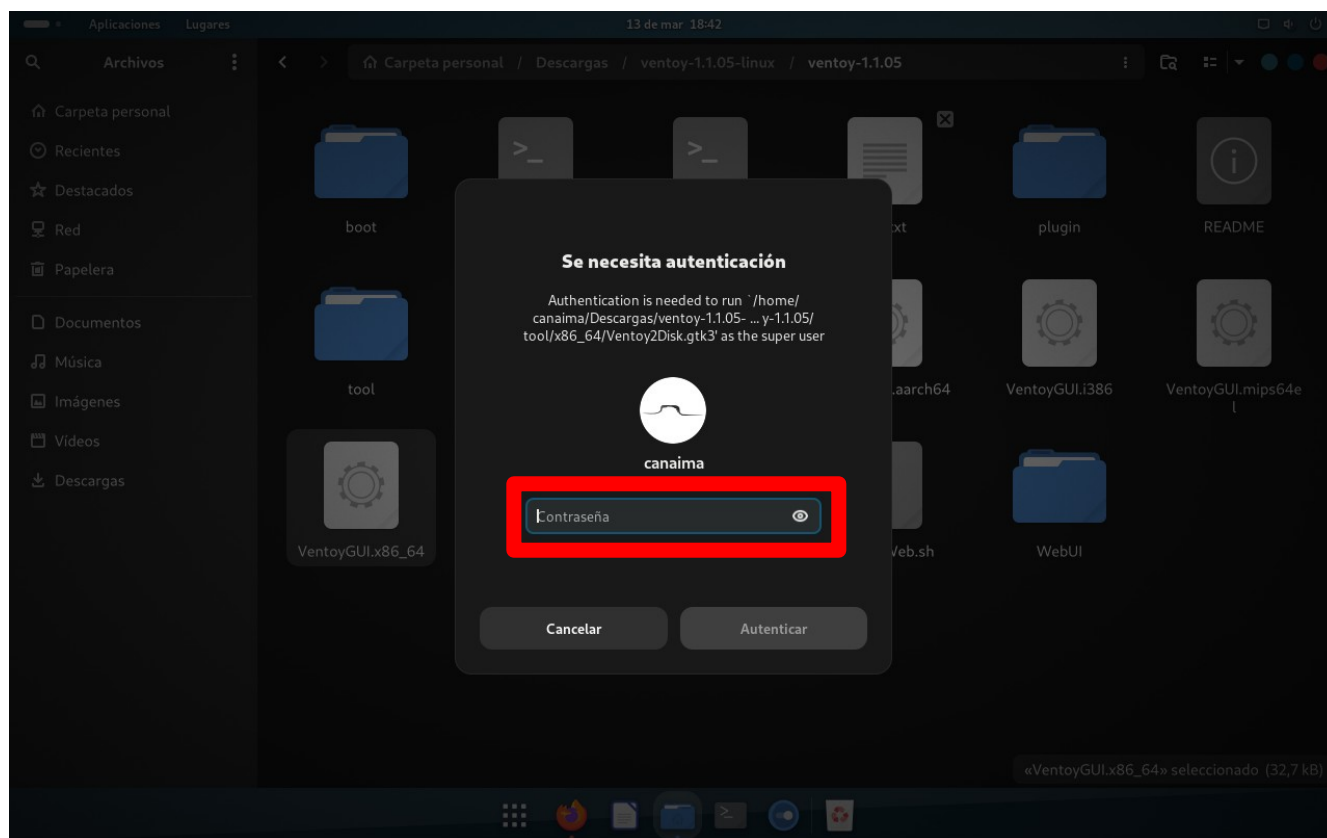 Aplicaciones Lugares 13 de mar 18:42
Archivos Carpeta personal / Descargas / ventoy-1.1.05-linux / ventoy-1.1.05
Carpeta personal
Recientes
Destacados
Red
Papelera
Documentos
Música
Imágenes
Vídeos
Descargas
>_ >_
boot xt plugin README
tool .aarch64 VentoyGUI.i386 VentoyGUI.mips64e
l
VentoyGUI.x86_64 Web.sh WebUI
Se necesita autenticación
Authentication is needed to run `/home/
canaima/Descargas/ventoy-1.1.05- ... y-1.1.05/
tool/x86_64/Ventoy2Disk.gtk3' as the super user
canaima
Contraseña
Cancelar Autenticar
«VentoyGUI.x86_64» seleccionado (32,7 kB)